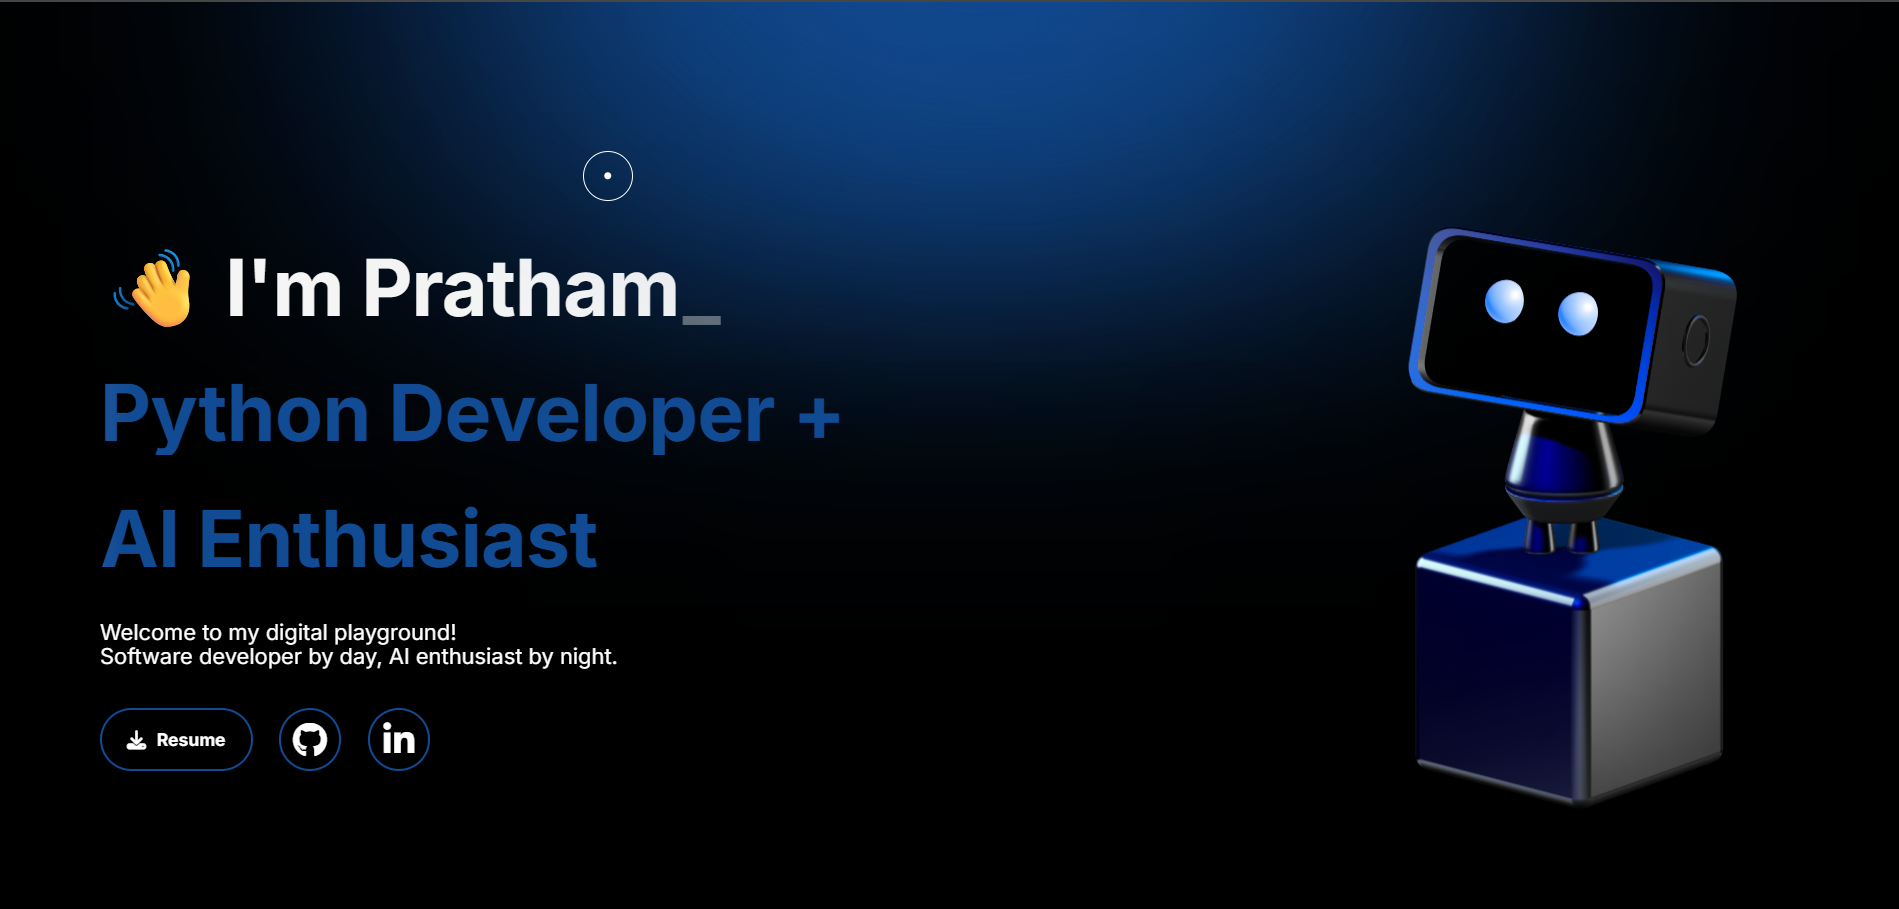 I'm Pratham_
Python Developer +
AI Enthusiast
Welcome to my digital playground!
Software developer by day, AI enthusiast by night.
Resume
in